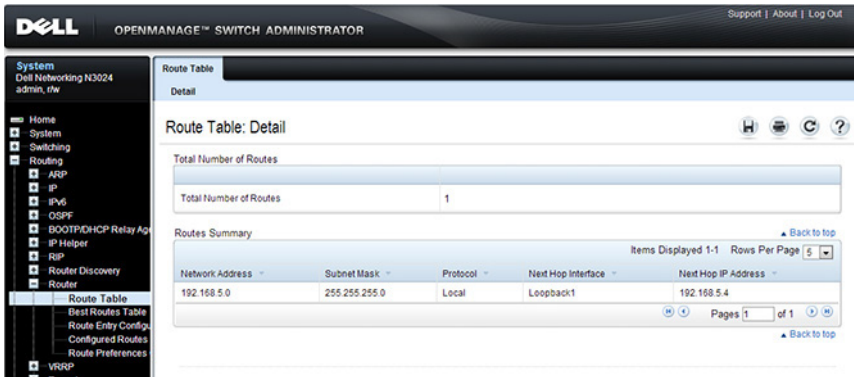 Support | About | Log Out
DELL OPENMANAGE™ SWITCH ADMINISTRATOR
System
Dell Networking N3024
admin, r/w
Home
System
Switching
Routing
ARP
IP
IPv6
OSPF
BOOTP/DHCP Relay Age
IP Helper
RIP
Router Discovery
Router
Route Table
Best Routes Table
Route Entry Configu
Configured Routes
Route Preferences
VRRP
Route Table
Detail
Route Table: Detail
Total Number of Routes
Total Number of Routes 1
Routes Summary
Back to top
Items Displayed 1-1 Rows Per Page 5
Network Address Subnet Mask Protocol Next Hop Interface Next Hop IP Address
192.168.5.0 255.255.255.0 Local Loopback1 192.168.5.4
Pages 1 of 1
Back to top